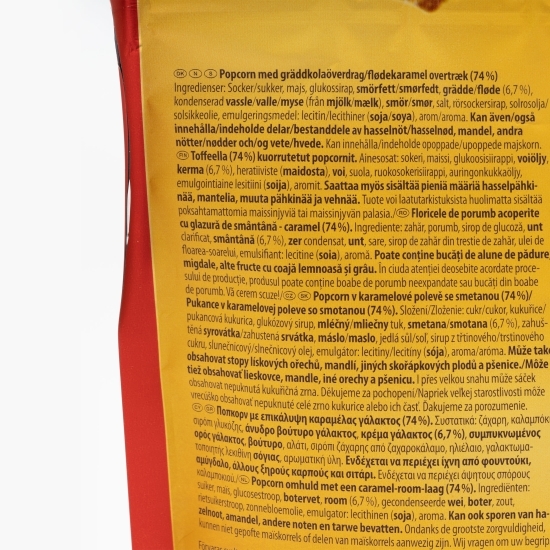 DK N S Popcorn med gräddkolaöverdrag/flødekaramel overtræk (74 %)
Ingredienser: Socker/sukker, majs, glukossirap, smörfett/smørfedt, grädde/fløde (6,7 %),
kondenserad vassle/valle/myse (från mjölk/mælk), smör/smør, salt, rörsockersirap, solrosolja/
solsikkeolie, emulgeringsmedel: lecitin/lecithiner (soja/soya), arom/aroma. Kan även/også
innehålla/indeholde delar/bestanddele av hasselnöt/hasselnød, mandel, andra
nötter/nødder och/og vete/hvede. Kan innehålla/indeholde opoppade/upoppede majskorn.
FIN Toffeella (74 %) kuorrutetut popcornit. Ainesosat: sokeri, maissi, glukoosisiirappi, voiöljy,
kerma (6,7 %), heratiiviste (maidosta), voi, suola, ruokosokerisiirappi, auringonkukkaöljy,
emulgointiaine lesitiini (soija), aromit. Saattaa myös sisältää pieniä määriä hasselpähki-
nää, mantelia, muuta pähkinää ja vehnää. Tuote voi laatutarkistuksista huolimatta sisältää
poksahtamattomia maissinjyviä tai maissinjyvän palasia./ RO Floricele de porumb acoperite
cu glazură de smântână - caramel (74 %). Ingrediente: zahăr, porumb, sirop de glucoză, unt
clarificat, smântână (6,7 %), zer condensat, unt, sare, sirop de zahăr din trestie de zahăr, ulei de
floarea-soarelui, emulsifiant: lecitine (soia), aromă. Poate conține bucăți de alune de pădure,
migdale, alte fructe cu coajă lemnoasă și grâu. În ciuda atenției deosebite acordate proce-
sului de producție, produsul poate conține boabe de porumb neexpandate sau bucăți din boabe
de porumb. Vă cerem scuze!/ CZ SK Popcorn v karamelové polevě se smetanou (74 %)/
Pukance v karamelovej poleve so smotanou (74 %). Složení/Zloženie: cukr/cukor, kukuřice/
pukancová kukurica, glukózový sirup, mléčný/mliečny tuk, smetana/smotana (6,7 %), zahuš-
těná syrovátka/zahustená srvátka, máslo/maslo, jedlá sůl/soľ, sirup z třtinového/trstinového
cukru, slunečnicový/slnečnicový olej, emulgátor: lecitiny/lecitíny (sója), aroma/aróma. Může také
obsahovat stopy lískových ořechů, mandlí, jiných skořápkových plodů a pšenice./Môže
tiež obsahovať lieskovce, mandle, iné orechy a pšenicu. I přes velkou snahu může sáček
obsahovat nepuknutá kukuřičná zrna. Děkujeme za pochopení/Napriek veľkej starostlivosti môže
vrecúško obsahovať nepuknuté celé zrno kukurice alebo ich časť. Ďakujeme za porozumenie.
CY GR Ποπκορν με επικάλυψη καραμέλας γάλακτος (74 %). Συστατικά: ζάχαρη, καλαμπόκι
σιρόπι γλυκόζης, άνυδρο βούτυρο γάλακτος, κρέμα γάλακτος (6,7 %), συμπυκνωμένος
ορός γάλακτος, βούτυρο, αλάτι, σιρόπι ζάχαρης από ζαχαροκάλαμο, ηλιέλαιο, γαλακτωμα-
τοποιητής λεκιθίνη σόγιας, αρωματική ύλη. Ενδέχεται να περιέχει ίχνη από φουντούκι,
αμύγδαλο, άλλους ξηρούς καρπούς και σιτάρι. Ενδέχεται να περιέχει άψητους σπόρους
καλαμποκιού./ NL Popcorn omhuld met een caramel-room-laag (74 %). Ingrediënten:
suiker, maïs, glucosestroop, botervet, room (6,7 %), gecondenseerde wei, boter, zout,
rietsuikerstroop, zonnebloemolie, emulgator: lecithinen (soja), aroma. Kan ook sporen van ha-
zelnoot, amandel, andere noten en tarwe bevatten. Ondanks de grootste zorgvuldigheid,
kunnen niet gepofte maiskorrels of delen van maiskorrels aanwezig zijn. Wij vragen om uw begrip